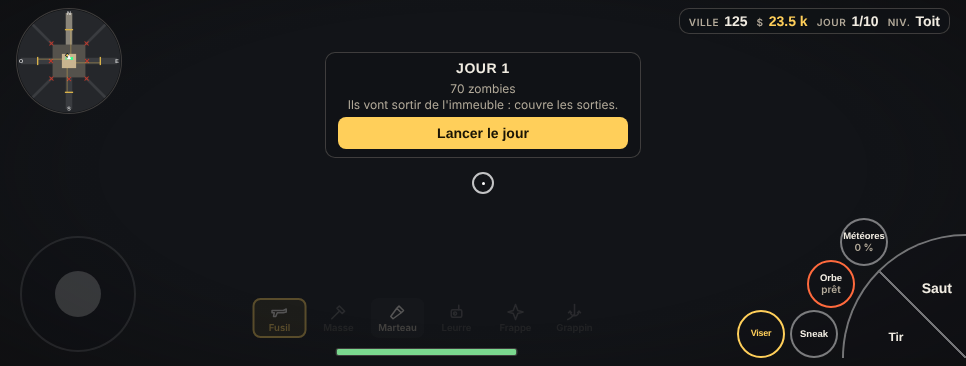 N
O
E
S
VILLE 125 $ 23.5 k JOUR 1/10 NIV. Toit
JOUR 1
70 zombies
Ils vont sortir de l'immeuble : couvre les sorties.
Lancer le jour
Météores
0 %
Orbe
prêt
Saut
Viser
Sneak
Tir
Fusil
Masse
Marteau
Leurre
Frappe
Grappin